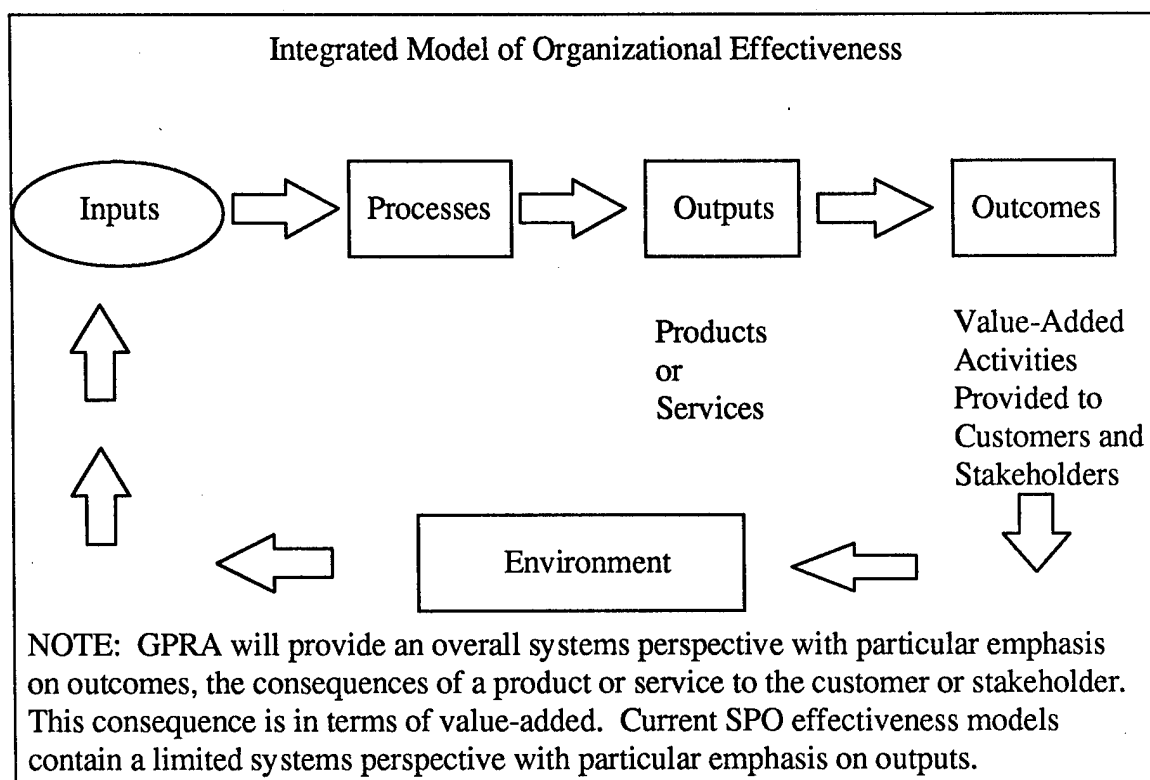 Integrated Model of Organizational Effectiveness
Inputs
Processes
Outputs
Outcomes
Products
or
Services
Value-Added
Activities
Provided to
Customers and
Stakeholders
Environment
NOTE: GPRA will provide an overall systems perspective with particular emphasis
on outcomes, the consequences of a product or service to the customer or stakeholder.
This consequence is in terms of value-added. Current SPO effectiveness models
contain a limited systems perspective with particular emphasis on outputs.